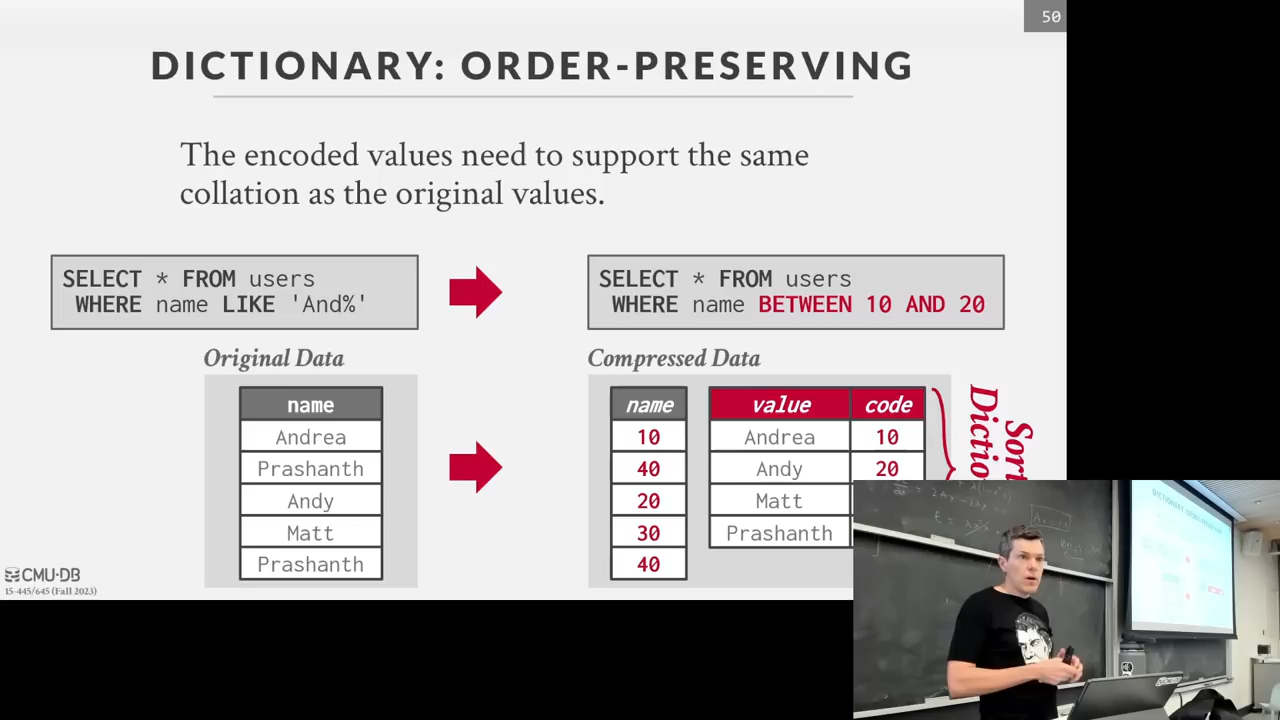 50
DICTIONARY: ORDER-PRESERVING
The encoded values need to support the same
collation as the original values.
SELECT * FROM users
WHERE name LIKE 'And%'
SELECT * FROM users
WHERE name BETWEEN 10 AND 20
Original Data
name
Andrea
Prashanth
Andy
Matt
Prashanth
Compressed Data
name
10
40
20
30
40
value code
Andrea 10
Andy 20
Matt
Prashanth
CMU·DB
15-445/645 (Fall 2023)